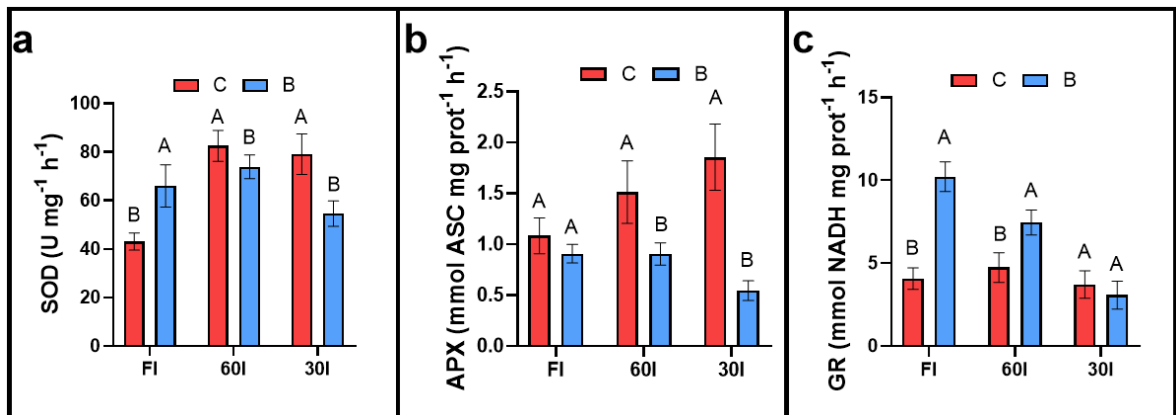 a
C B
SOD (U mg⁻¹ h⁻¹)
100
80
60
40
20
0
B A A B A B
FI 60I 30I
b
C B
APX (mmol ASC mg prot⁻¹ h⁻¹)
2.5
2.0
1.5
1.0
0.5
0.0
A A A B A B
FI 60I 30I
c
C B
GR (mmol NADH mg prot⁻¹ h⁻¹)
15
10
5
0
B A B A A A
FI 60I 30I